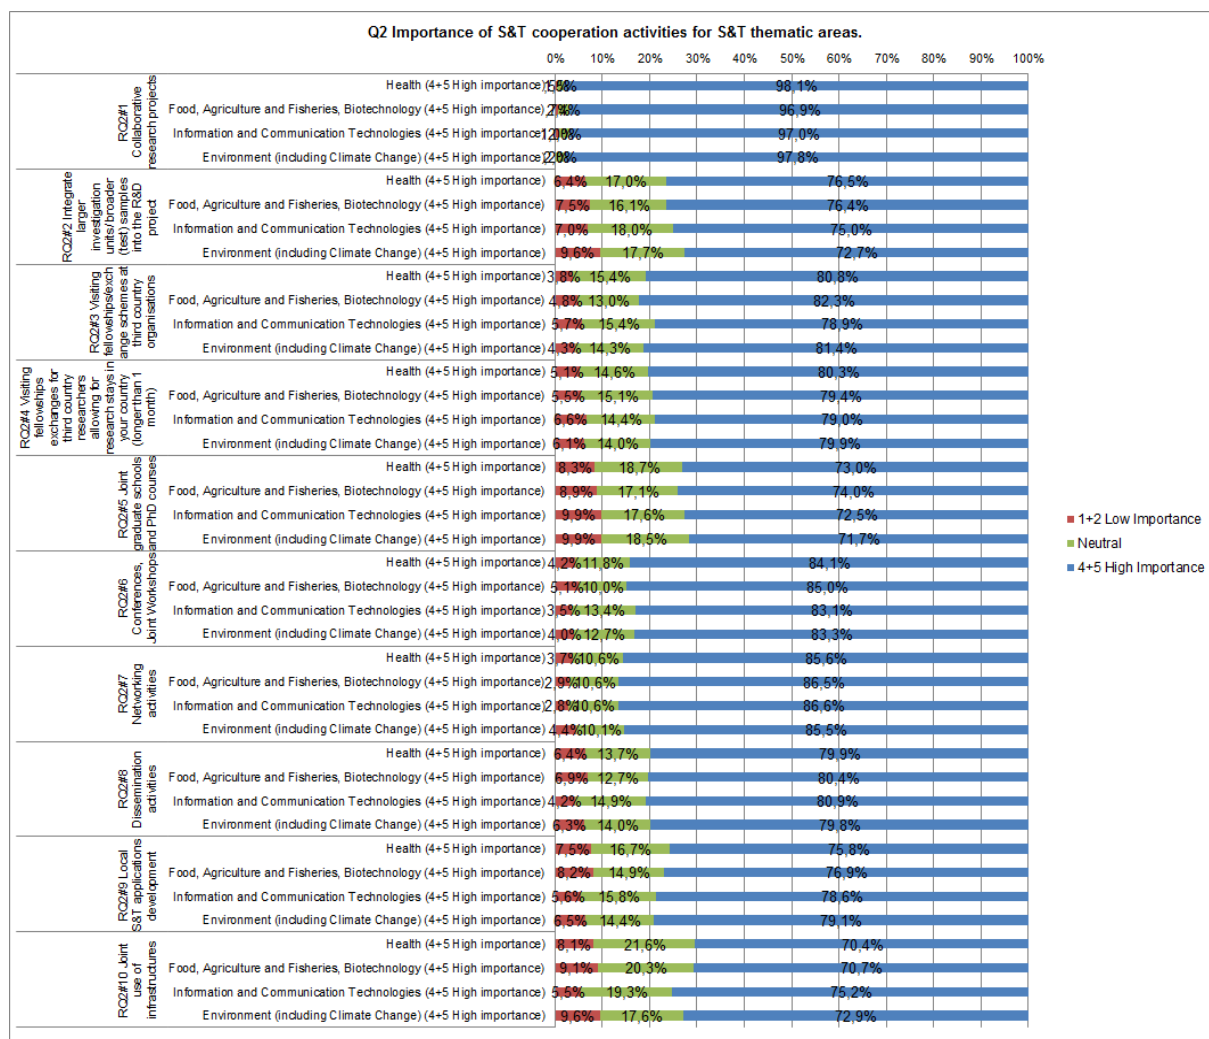 Q2 Importance of S&T cooperation activities for S&T thematic areas.
0% 10% 20% 30% 40% 50% 60% 70% 80% 90% 100%
RQ2#1
Collaborative
research projects
Health (4+5 High importance) 98,1%
Food, Agriculture and Fisheries, Biotechnology (4+5 High importance) 96,9%
Information and Communication Technologies (4+5 High importance) 97,0%
Environment (including Climate Change) (4+5 High importance) 97,8%
RQ2#2 Integrate
larger
investigation
units/broader
(test) samples
into the R&D
project
Health (4+5 High importance) 6,4% 17,0% 76,5%
Food, Agriculture and Fisheries, Biotechnology (4+5 High importance) 7,5% 16,1% 76,4%
Information and Communication Technologies (4+5 High importance) 7,0% 18,0% 75,0%
Environment (including Climate Change) (4+5 High importance) 9,6% 17,7% 72,7%
RQ2#3 Visiting
fellowships/exch
ange schemes at
third country
organisations
Health (4+5 High importance) 3,8% 15,4% 80,8%
Food, Agriculture and Fisheries, Biotechnology (4+5 High importance) 4,8% 13,0% 82,3%
Information and Communication Technologies (4+5 High importance) 5,7% 15,4% 78,9%
Environment (including Climate Change) (4+5 High importance) 4,3% 14,3% 81,4%
RQ2#4 Visiting
fellowships
exchanges for
third country
researchers
allowing for
research stays in
your country
(longer than 1
month)
Health (4+5 High importance) 5,1% 14,6% 80,3%
Food, Agriculture and Fisheries, Biotechnology (4+5 High importance) 5,5% 15,1% 79,4%
Information and Communication Technologies (4+5 High importance) 6,6% 14,4% 79,0%
Environment (including Climate Change) (4+5 High importance) 6,1% 14,0% 79,9%
RQ2#5 Joint
graduate schools
and PhD courses
Health (4+5 High importance) 8,3% 18,7% 73,0%
Food, Agriculture and Fisheries, Biotechnology (4+5 High importance) 8,9% 17,1% 74,0%
Information and Communication Technologies (4+5 High importance) 9,9% 17,6% 72,5%
Environment (including Climate Change) (4+5 High importance) 9,9% 18,5% 71,7%
RQ2#6
Conferences,
Joint Workshops
Health (4+5 High importance) 4,2% 11,8% 84,1%
Food, Agriculture and Fisheries, Biotechnology (4+5 High importance) 5,1% 10,0% 85,0%
Information and Communication Technologies (4+5 High importance) 3,5% 13,4% 83,1%
Environment (including Climate Change) (4+5 High importance) 4,0% 12,7% 83,3%
RQ2#7
Networking
activities
Health (4+5 High importance) 3,7% 10,6% 85,6%
Food, Agriculture and Fisheries, Biotechnology (4+5 High importance) 2,9% 10,6% 86,5%
Information and Communication Technologies (4+5 High importance) 2,8% 10,6% 86,6%
Environment (including Climate Change) (4+5 High importance) 4,4% 10,1% 85,5%
RQ2#8
Dissemination
activities
Health (4+5 High importance) 6,4% 13,7% 79,9%
Food, Agriculture and Fisheries, Biotechnology (4+5 High importance) 6,9% 12,7% 80,4%
Information and Communication Technologies (4+5 High importance) 4,2% 14,9% 80,9%
Environment (including Climate Change) (4+5 High importance) 6,3% 14,0% 79,8%
RQ2#9 Local
S&T applications
development
Health (4+5 High importance) 7,5% 16,7% 75,8%
Food, Agriculture and Fisheries, Biotechnology (4+5 High importance) 8,2% 14,9% 76,9%
Information and Communication Technologies (4+5 High importance) 5,6% 15,8% 78,6%
Environment (including Climate Change) (4+5 High importance) 6,5% 14,4% 79,1%
RQ2#10 Joint
use of
infrastructures
Health (4+5 High importance) 8,1% 21,6% 70,4%
Food, Agriculture and Fisheries, Biotechnology (4+5 High importance) 9,1% 20,3% 70,7%
Information and Communication Technologies (4+5 High importance) 5,5% 19,3% 75,2%
Environment (including Climate Change) (4+5 High importance) 9,6% 17,6% 72,9%
1+2 Low Importance
Neutral
4+5 High Importance